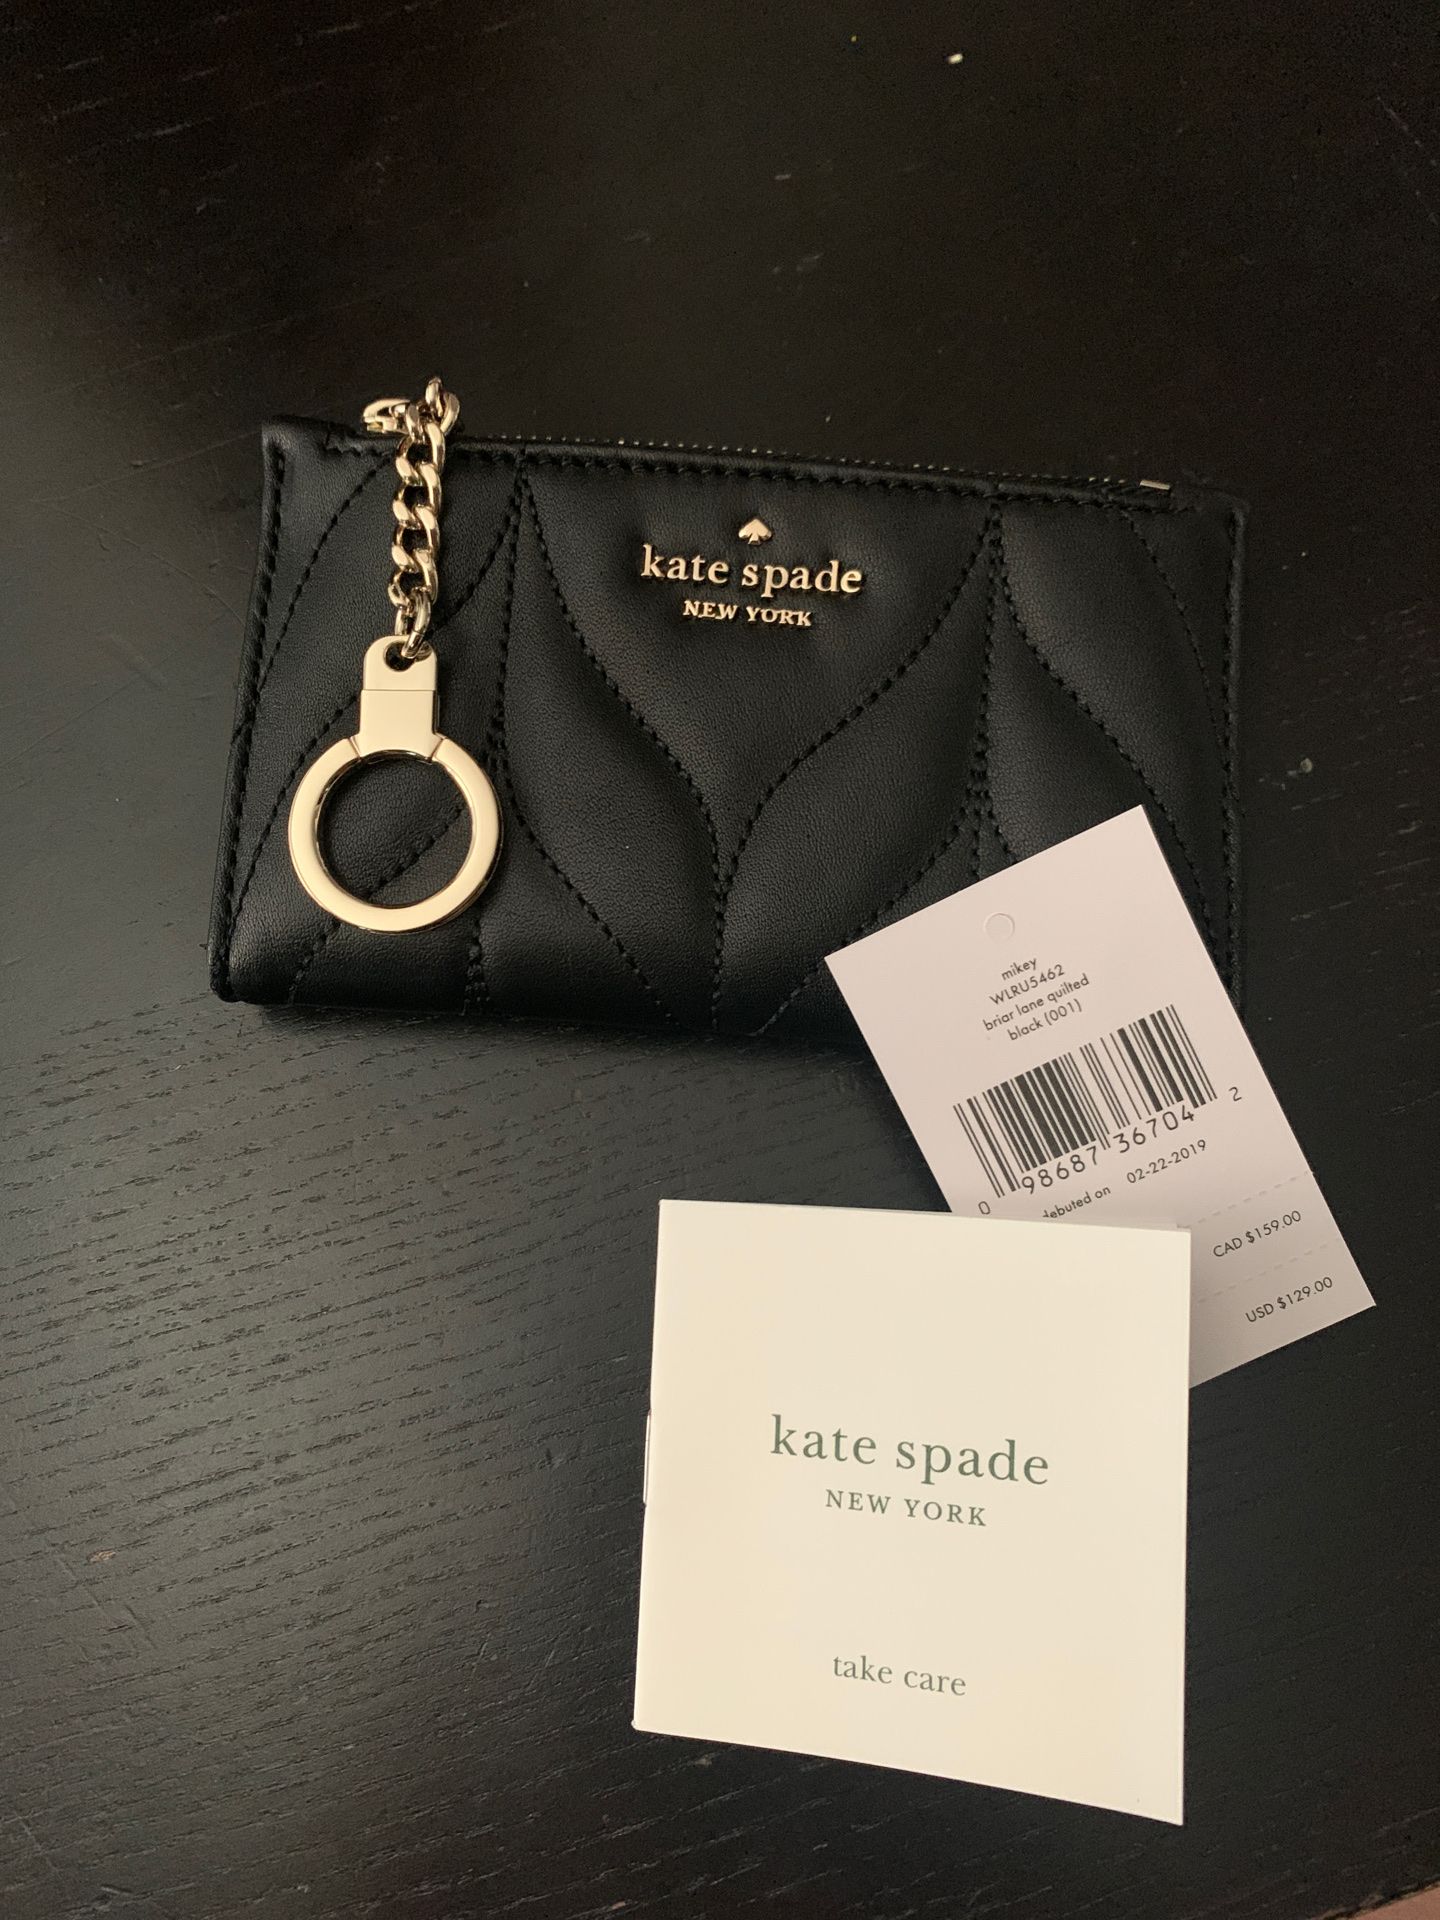 kate spade
NEW YORK
mikey
WLRU5462
briar lane quilted
black (001)
0 98687 36704 2
debuted on 02-22-2019
CAD $159.00
USD $129.00
kate spade
NEW YORK
take care